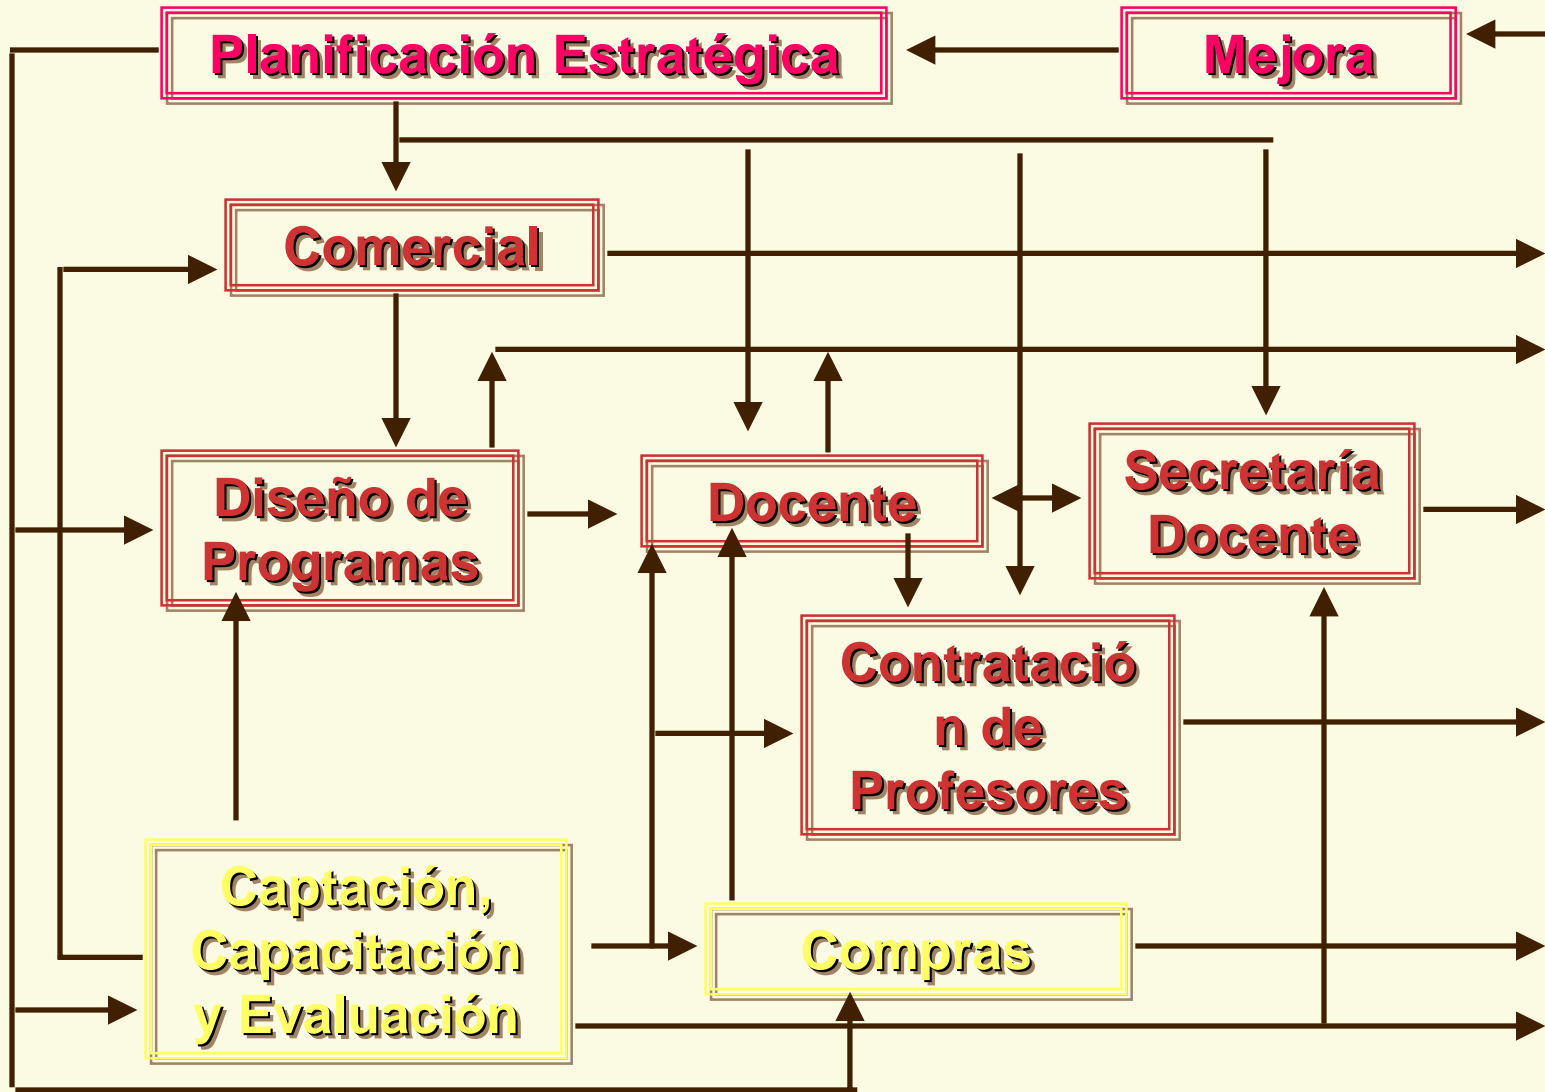 Planificación Estratégica
Mejora
Comercial
Diseño de
Programas
Docente
Secretaría
Docente
Contratació
n de
Profesores
Captación,
Capacitación
y Evaluación
Compras